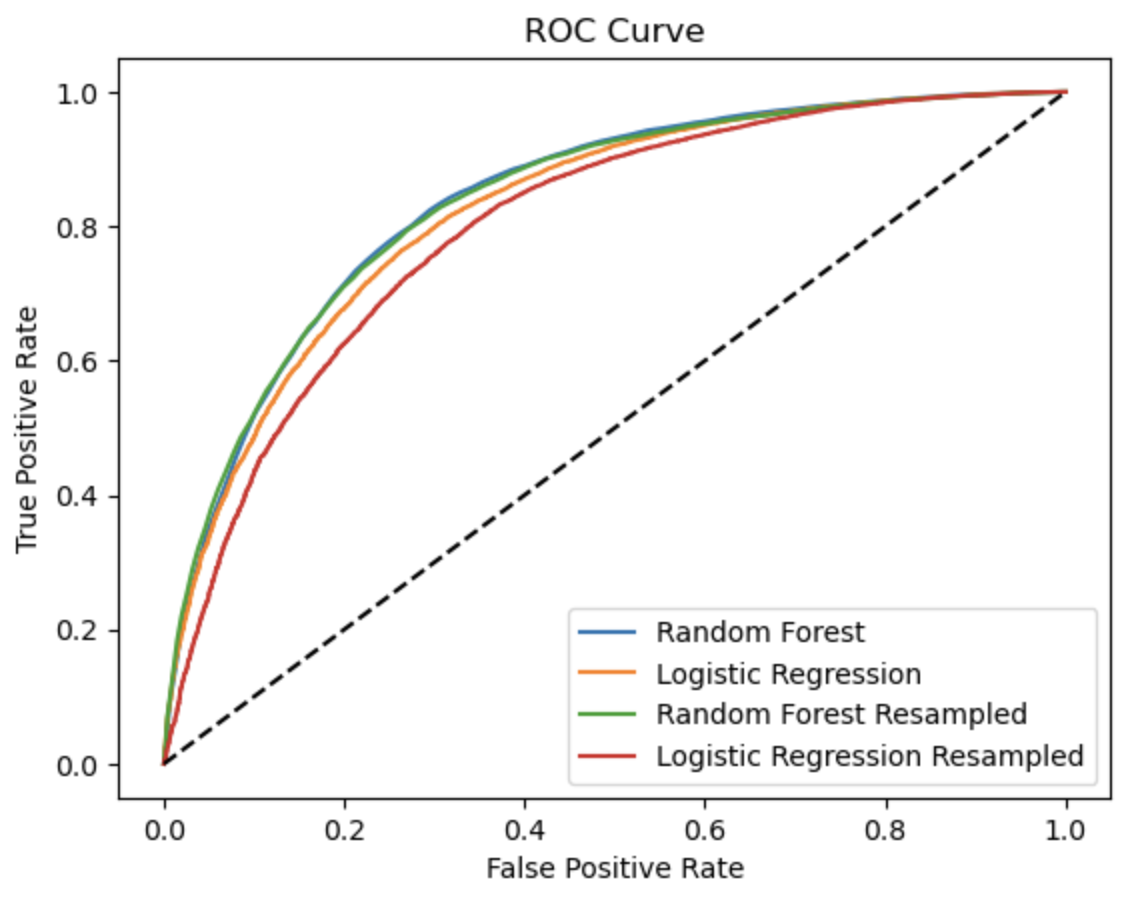 ROC Curve
True Positive Rate
1.0
0.8
0.6
0.4
0.2
0.0
Random Forest
Logistic Regression
Random Forest Resampled
Logistic Regression Resampled
0.0 0.2 0.4 0.6 0.8 1.0
False Positive Rate